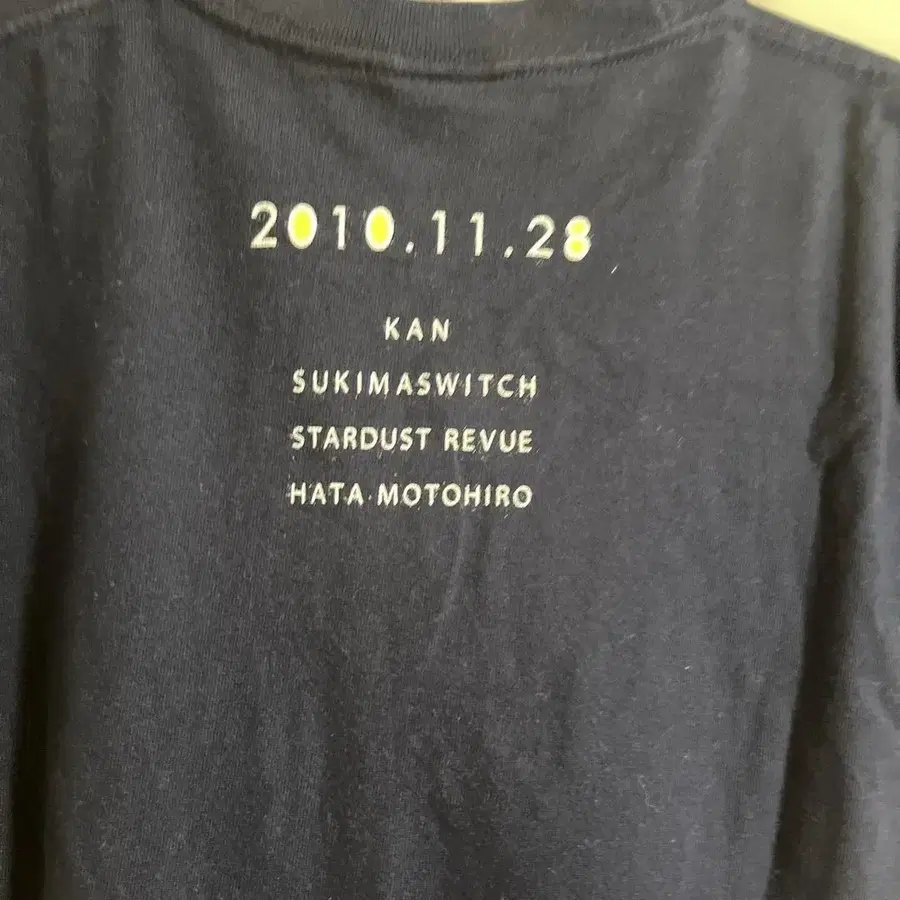 2010.11.28
KAN
SUKIMASWITCH
STARDUST REVUE
HATA MOTOHIRO